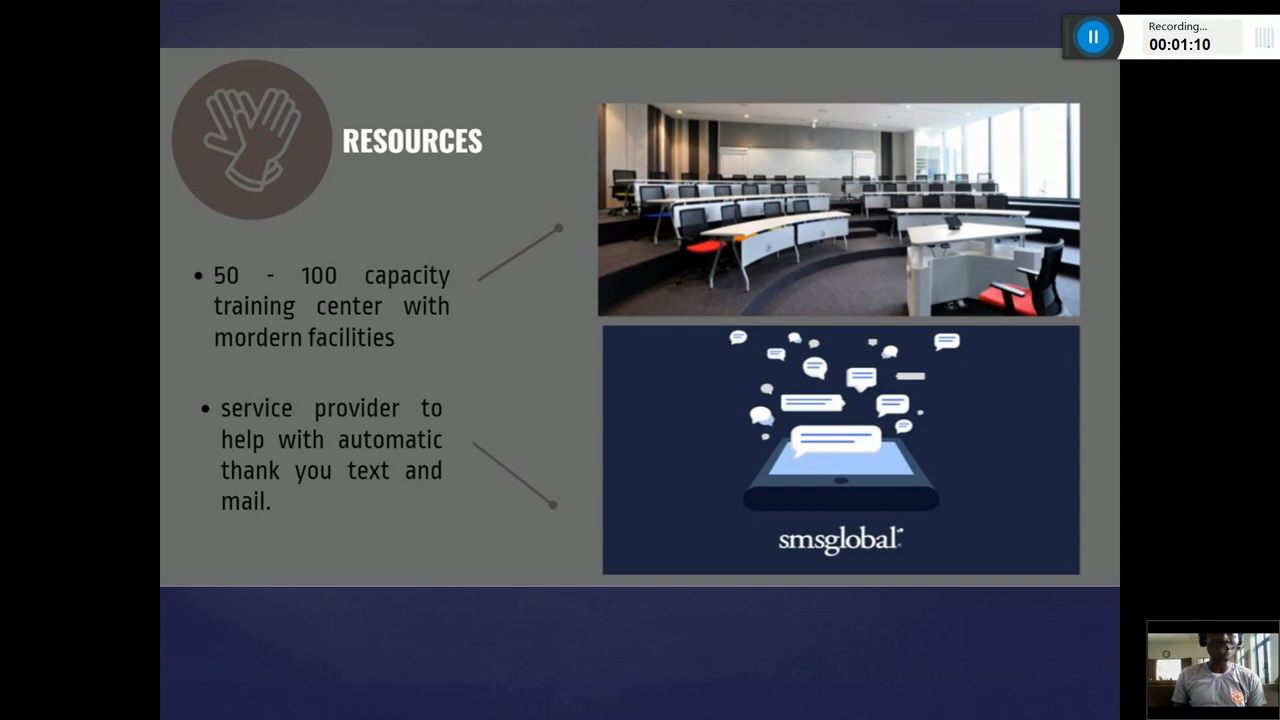 Recording...
00:01:10
RESOURCES
50 - 100 capacity
training center with
mordern facilities
service provider to
help with automatic
thank you text and
mail.
smsglobal